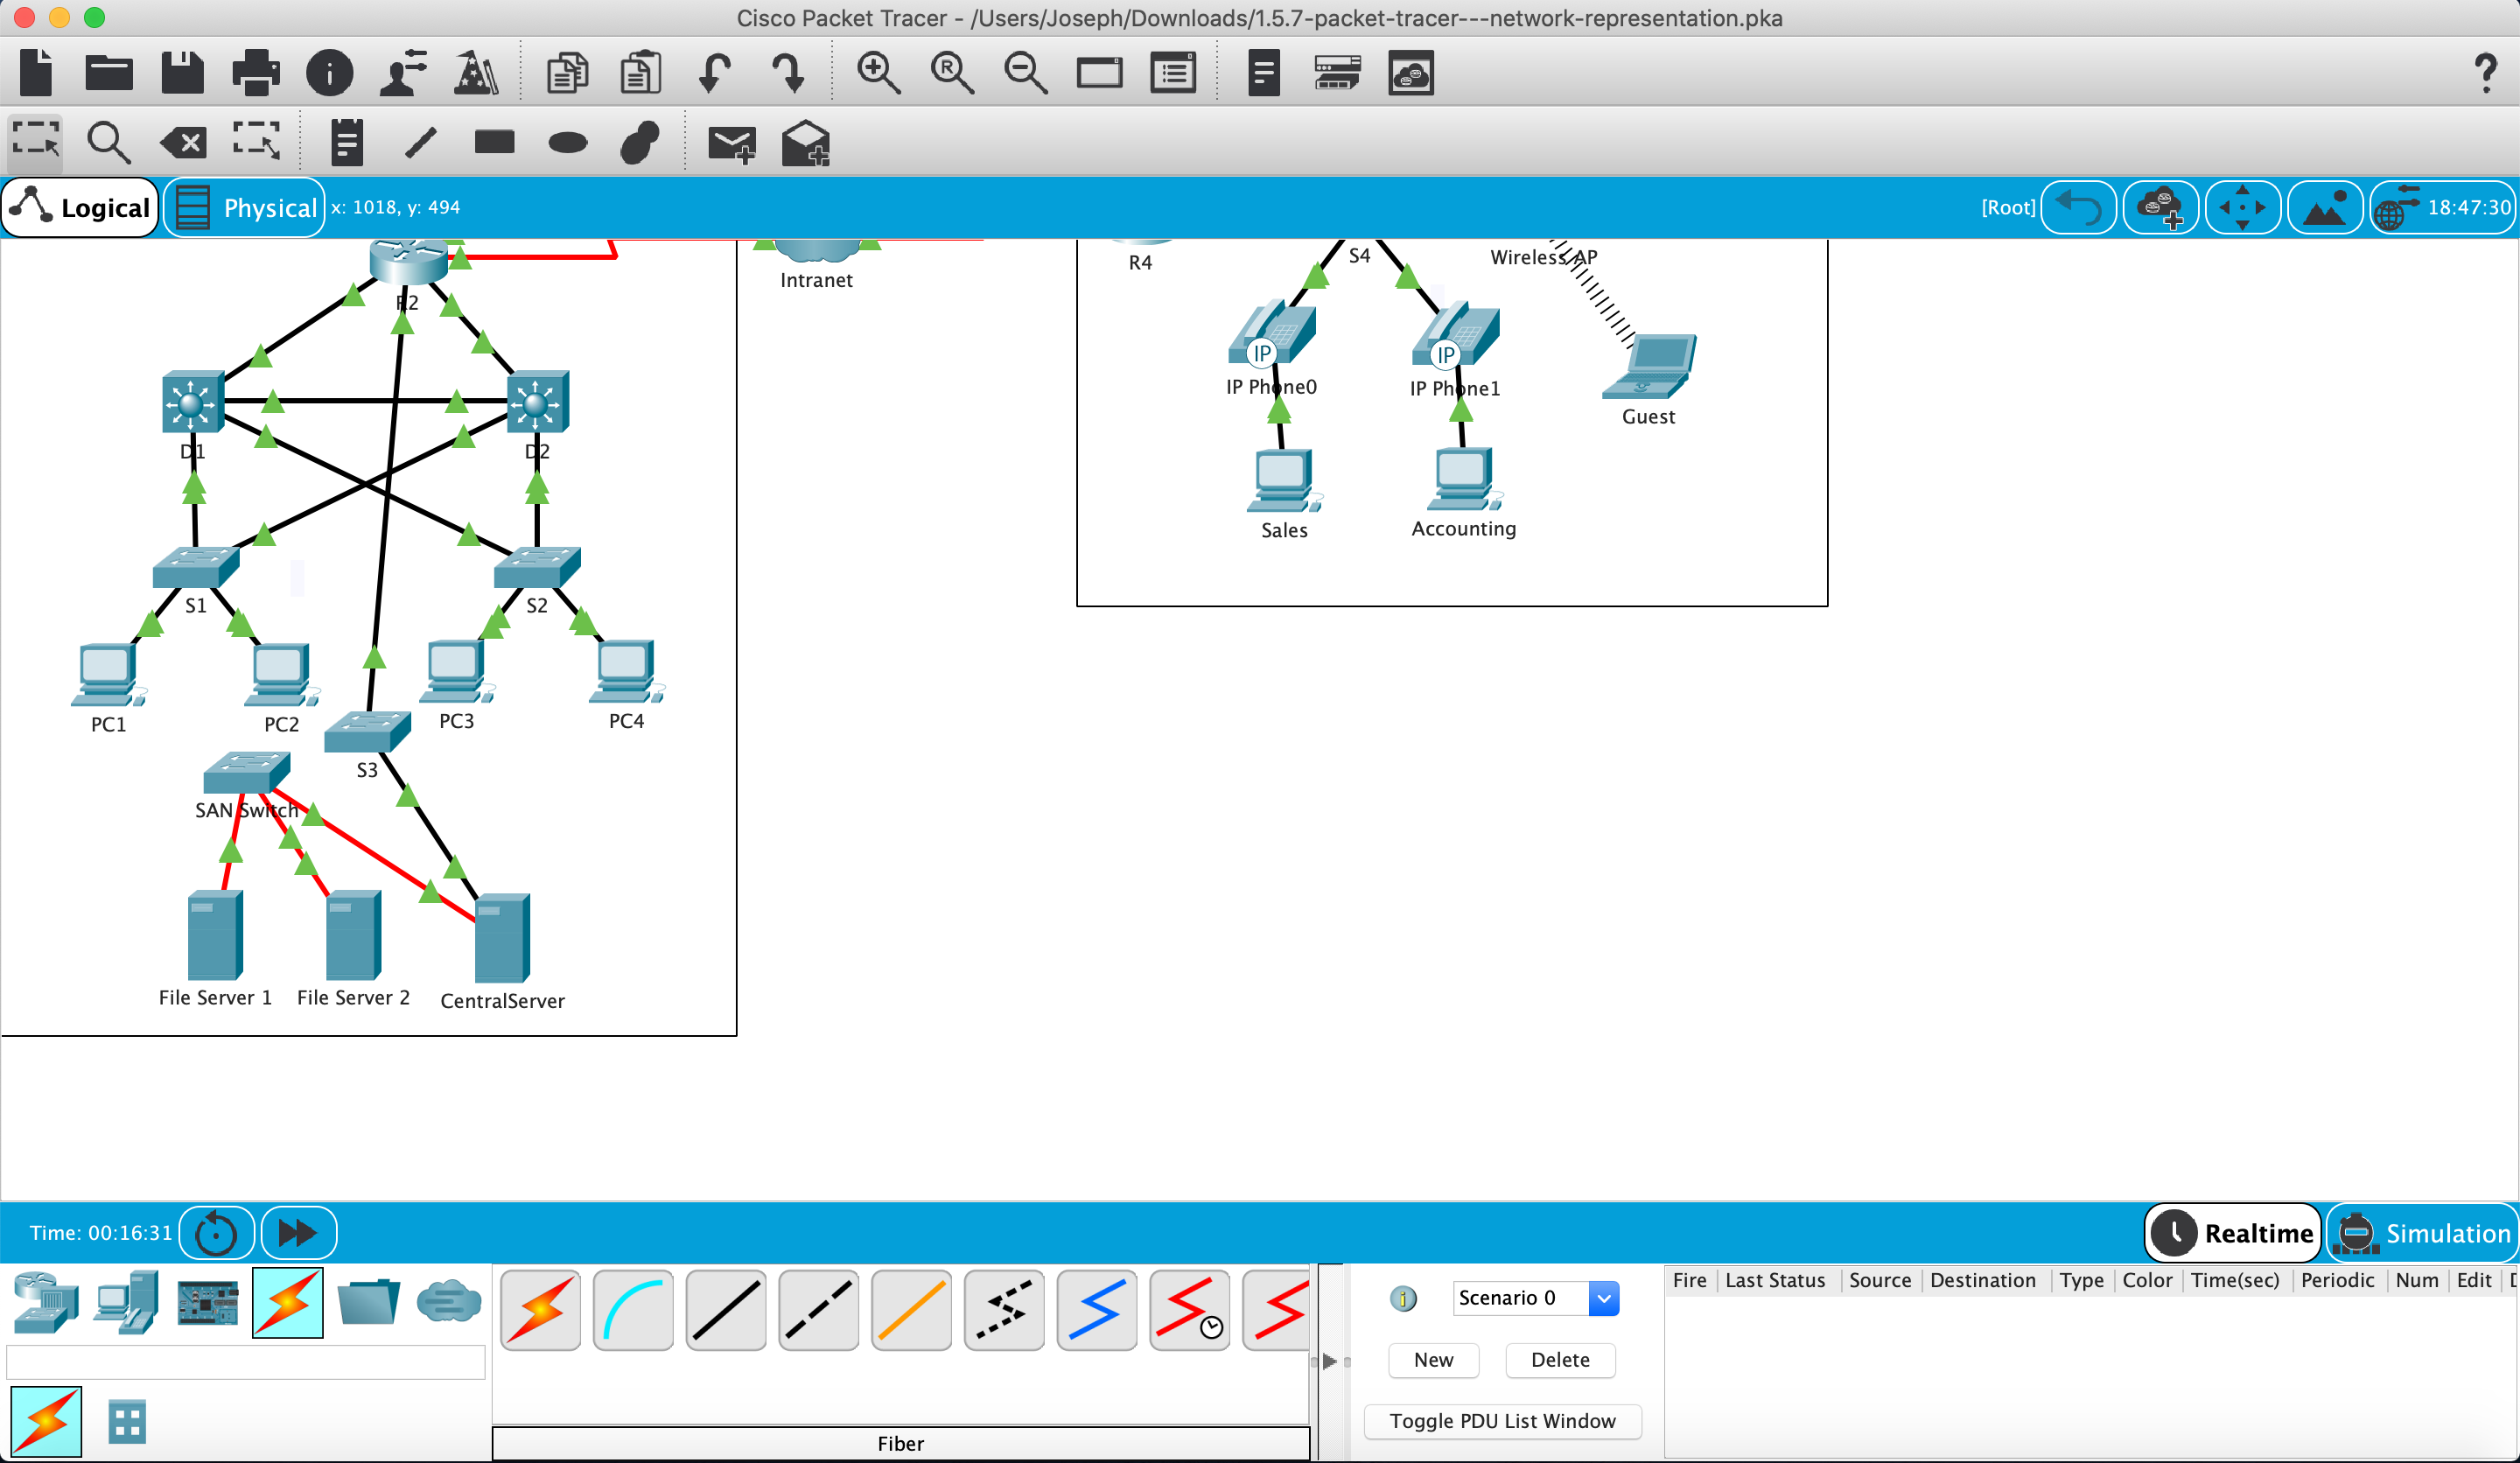 Cisco Packet Tracer - /Users/Joseph/Downloads/1.5.7-packet-tracer---network-representation.pka
Logical
Physical
x: 1018, y: 494
[Root]
18:47:30
R2
Intranet
R4
S4
Wireless AP
IP
IP Phone0
IP
IP Phone1
Guest
D1
D2
Sales
Accounting
S1
S2
PC1
PC2
PC3
PC4
S3
SAN Switch
File Server 1
File Server 2
CentralServer
Time: 00:16:31
Realtime
Simulation
Scenario 0
New
Delete
Toggle PDU List Window
Fire Last Status Source Destination Type Color Time(sec) Periodic Num Edit
Fiber